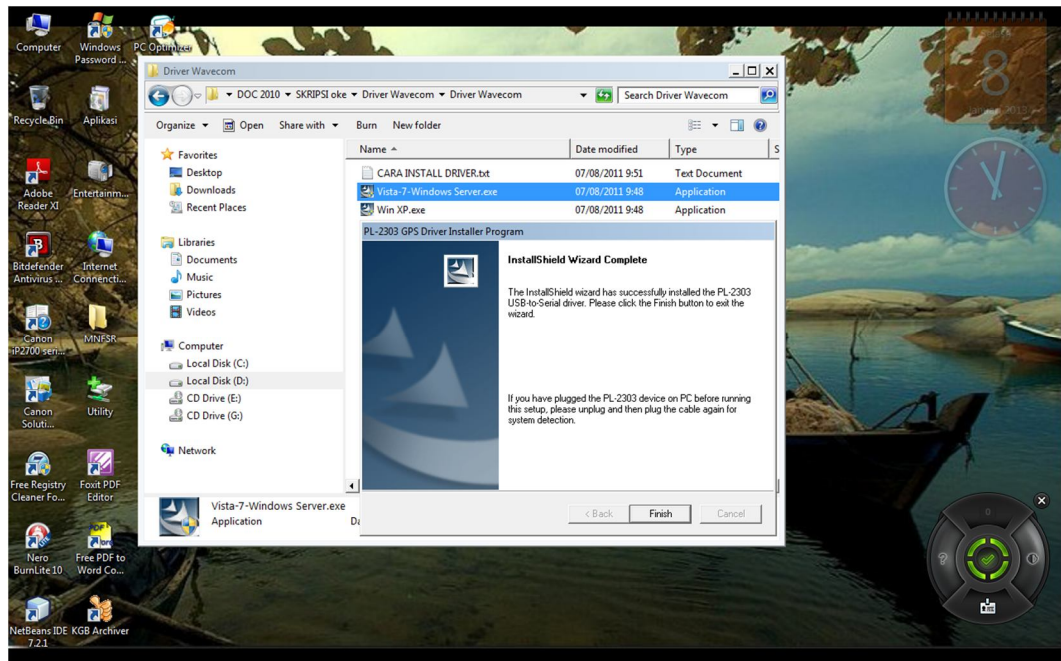 Computer
Windows Password ...
PC Optimizer
Recycle Bin
Aplikasi
Adobe Reader XI
Entertainm...
Bitdefender Antivirus ...
Internet Connencti...
Canon iP2700 seri...
MNFSR
Canon Soluti...
Utility
Free Registry Cleaner Fo...
Foxit PDF Editor
Nero BurnLite 10
Free PDF to Word Co...
NetBeans IDE 7.2.1
KGB Archiver
Driver Wavecom
DOC 2010 SKRIPSI oke Driver Wavecom Driver Wavecom
Search Driver Wavecom
Organize Open Share with Burn New folder
Favorites
Desktop
Downloads
Recent Places
Libraries
Documents
Music
Pictures
Videos
Computer
Local Disk (C:)
Local Disk (D:)
CD Drive (E:)
CD Drive (G:)
Network
Name Date modified Type S
CARA INSTALL DRIVER.txt 07/08/2011 9:51 Text Document
Vista-7-Windows Server.exe 07/08/2011 9:48 Application
Win XP.exe 07/08/2011 9:48 Application
PL-2303 GPS Driver Installer Program
InstallShield Wizard Complete
The InstallShield wizard has successfully installed the PL-2303
USB-to-Serial driver. Please click the Finish button to exit the
wizard.
If you have plugged the PL-2303 device on PC before running
this setup, please unplug and then plug the cable again for
system detection.
< Back Finish Cancel
Vista-7-Windows Server.exe
Application Da
8
2013